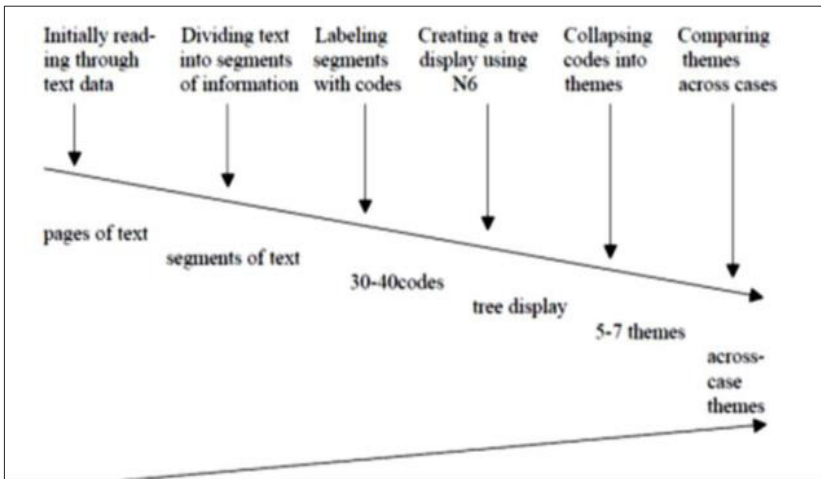 Initially read-
ing through
text data
Dividing text
into segments
of information
Labeling
segments
with codes
Creating a tree
display using
N6
Collapsing
codes into
themes
Comparing
themes
across cases
pages of text
segments of text
30-40codes
tree display
5-7 themes
across-
case
themes